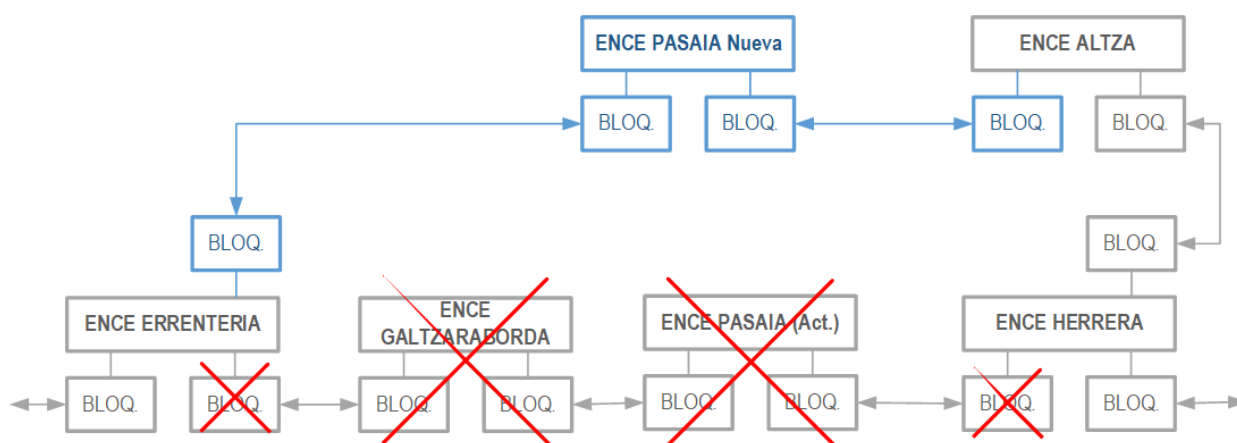 ENCE PASAIA Nueva
ENCE ALTZA
BLOQ.
BLOQ.
BLOQ.
BLOQ.
BLOQ.
BLOQ.
ENCE ERRENTERIA
ENCE
GALTZARABORDA
ENCE PASAIA (Act.)
ENCE HERRERA
BLOQ.
BLOQ.
BLOQ.
BLOQ.
BLOQ.
BLOQ.
BLOQ.
BLOQ.